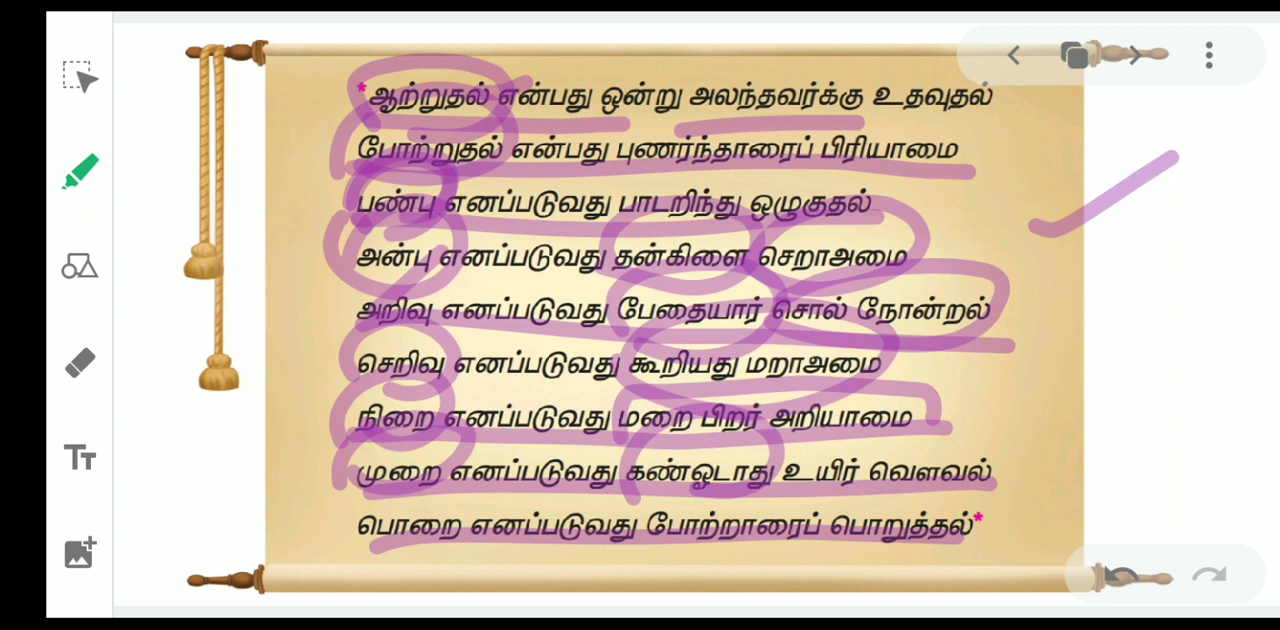 *ஆற்றுதல் என்பது ஒன்று அலந்தவர்க்கு உதவுதல்
போற்றுதல் என்பது புணர்ந்தாரைப் பிரியாமை
பண்பு எனப்படுவது பாடறிந்து ஒழுகுதல்
அன்பு எனப்படுவது தன்கிளை செறாஅமை
அறிவு எனப்படுவது பேதையார் சொல் நோன்றல்
செறிவு எனப்படுவது கூறியது மறாஅமை
நிறை எனப்படுவது மறை பிறர் அறியாமை
முறை எனப்படுவது கண்ஓடாது உயிர் வௌவல்
பொறை எனப்படுவது போற்றாரைப் பொறுத்தல்*